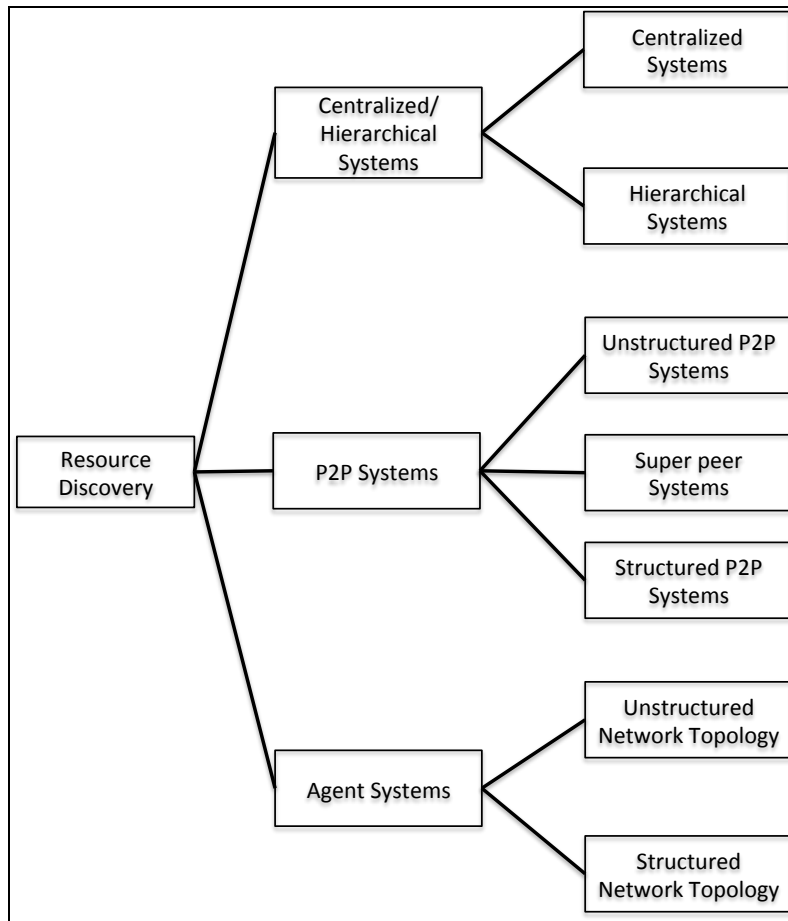 Centralized
Systems
Centralized/
Hierarchical
Systems
Hierarchical
Systems
Unstructured P2P
Systems
Resource
Discovery
P2P Systems
Super peer
Systems
Structured P2P
Systems
Unstructured
Network Topology
Agent Systems
Structured
Network Topology